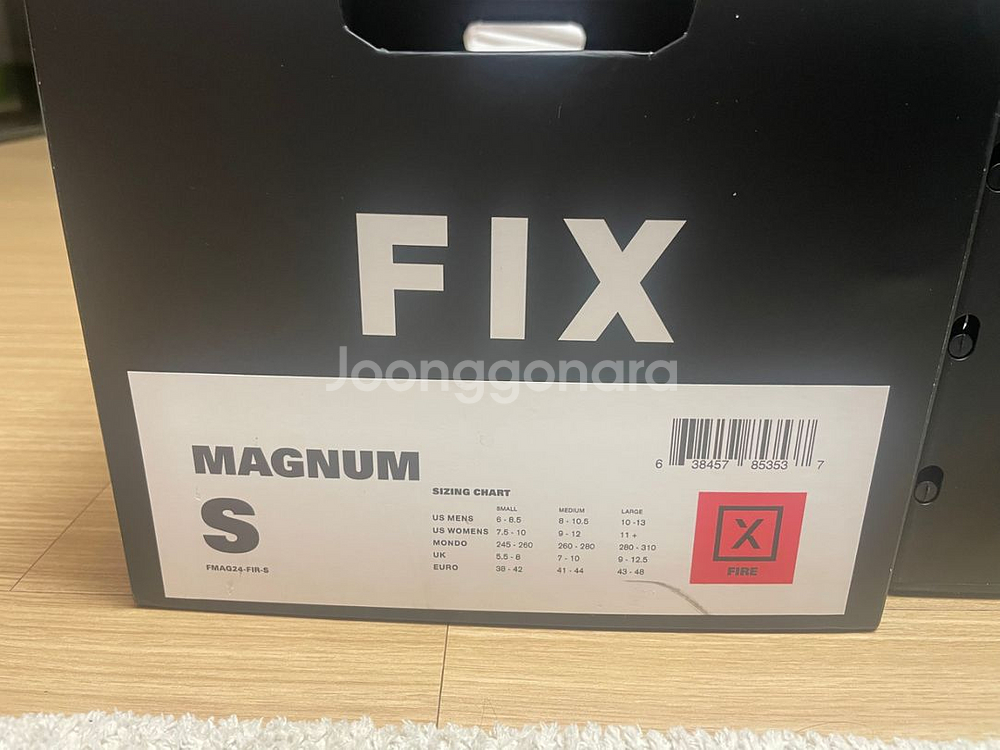 FIX
Joonggonara
MAGNUM
S
FMAG24-FIR-S
SIZING CHART
SMALL MEDIUM LARGE
US MENS 6 - 8.5 8 - 10.5 10 -13
US WOMENS 7.5 - 10 9 - 12 11 +
MONDO 245 - 260 260 - 280 280 - 310
UK 5.5 - 8 7 - 10 9 - 12.5
EURO 38 - 42 41 - 44 43 - 48
6 38457 85353 7
X
FIRE